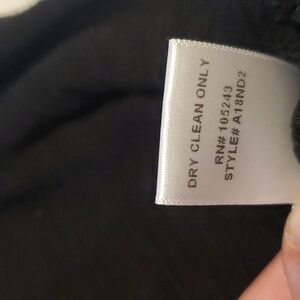 DRY CLEAN ONLY
RN# 105243
STYLE# A18ND2